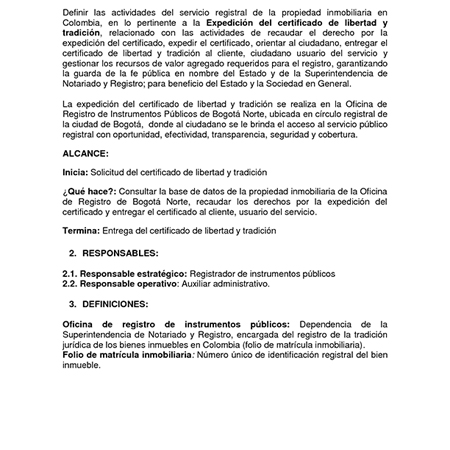 Definir las actividades del servicio registral de la propiedad inmobiliaria en
Colombia, en lo pertinente a la Expedición del certificado de libertad y
tradición, relacionado con las actividades de recaudar el derecho por la
expedición del certificado, expedir el certificado, orientar al ciudadano, entregar el
certificado de libertad y tradición al cliente, ciudadano usuario del servicio y
gestionar los recursos de valor agregado requeridos para el registro, garantizando
la guarda de la fe pública en nombre del Estado y de la Superintendencia de
Notariado y Registro; para beneficio del Estado y la Sociedad en General.
La expedición del certificado de libertad y tradición se realiza en la Oficina de
Registro de Instrumentos Públicos de Bogotá Norte, ubicada en círculo registral de
la ciudad de Bogotá, donde al ciudadano se le brinda el acceso al servicio público
registral con oportunidad, efectividad, transparencia, seguridad y cobertura.
ALCANCE:
Inicia: Solicitud del certificado de libertad y tradición
¿Qué hace?: Consultar la base de datos de la propiedad inmobiliaria de la Oficina
de Registro de Bogotá Norte, recaudar los derechos por la expedición del
certificado y entregar el certificado al cliente, usuario del servicio.
Termina: Entrega del certificado de libertad y tradición
2. RESPONSABLES:
2.1. Responsable estratégico: Registrador de instrumentos públicos
2.2. Responsable operativo: Auxiliar administrativo.
3. DEFINICIONES:
Oficina de registro de instrumentos públicos: Dependencia de la
Superintendencia de Notariado y Registro, encargada del registro de la tradición
jurídica de los bienes inmuebles en Colombia (folio de matrícula inmobiliaria).
Folio de matrícula inmobiliaria: Número único de identificación registral del bien
inmueble.